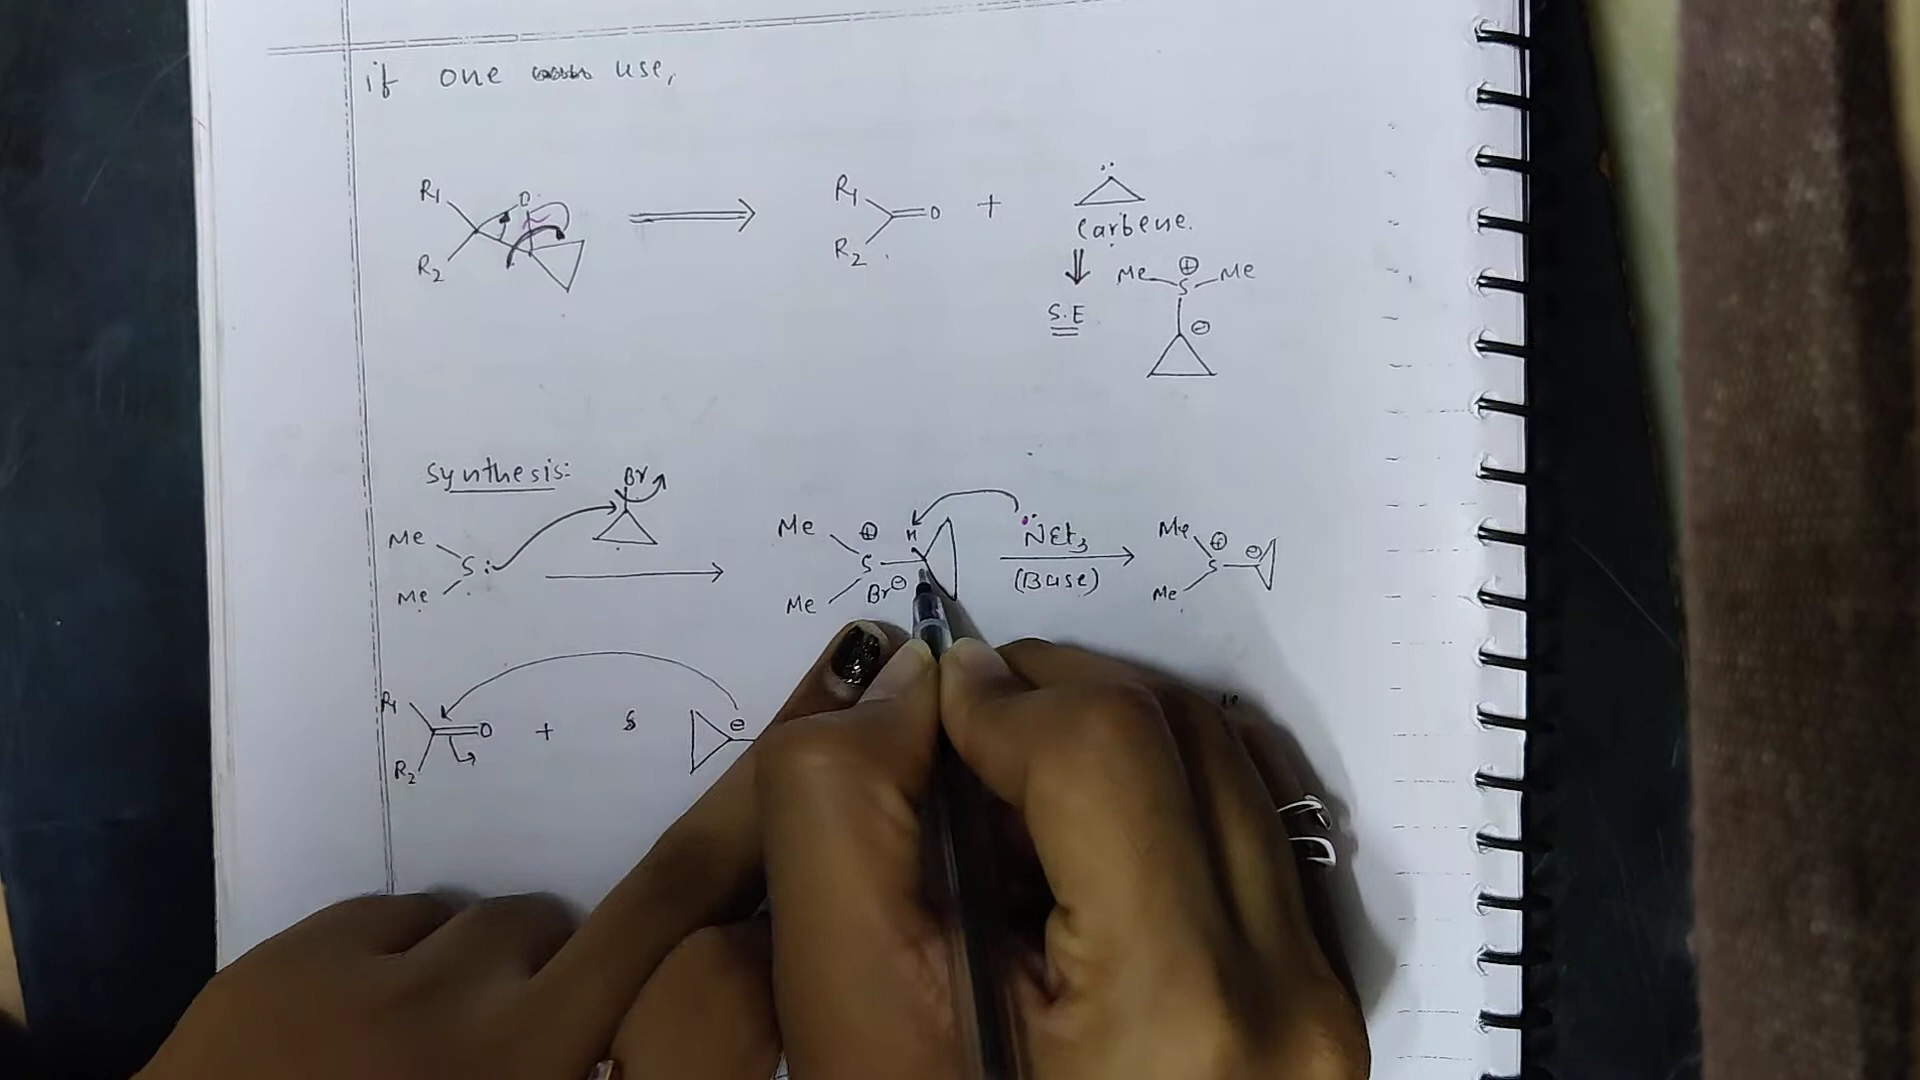 if one use,
R1 O R2
R1 O R2 + carbene.
S.E
Me ⊕ S Me ⊖
Synthesis:
Me S: Me Br
Me ⊕ S H Me Br⊖
N̈Et3
(Base)
Me ⊕ S ⊖ Me
R1 O R2 + S ⊖